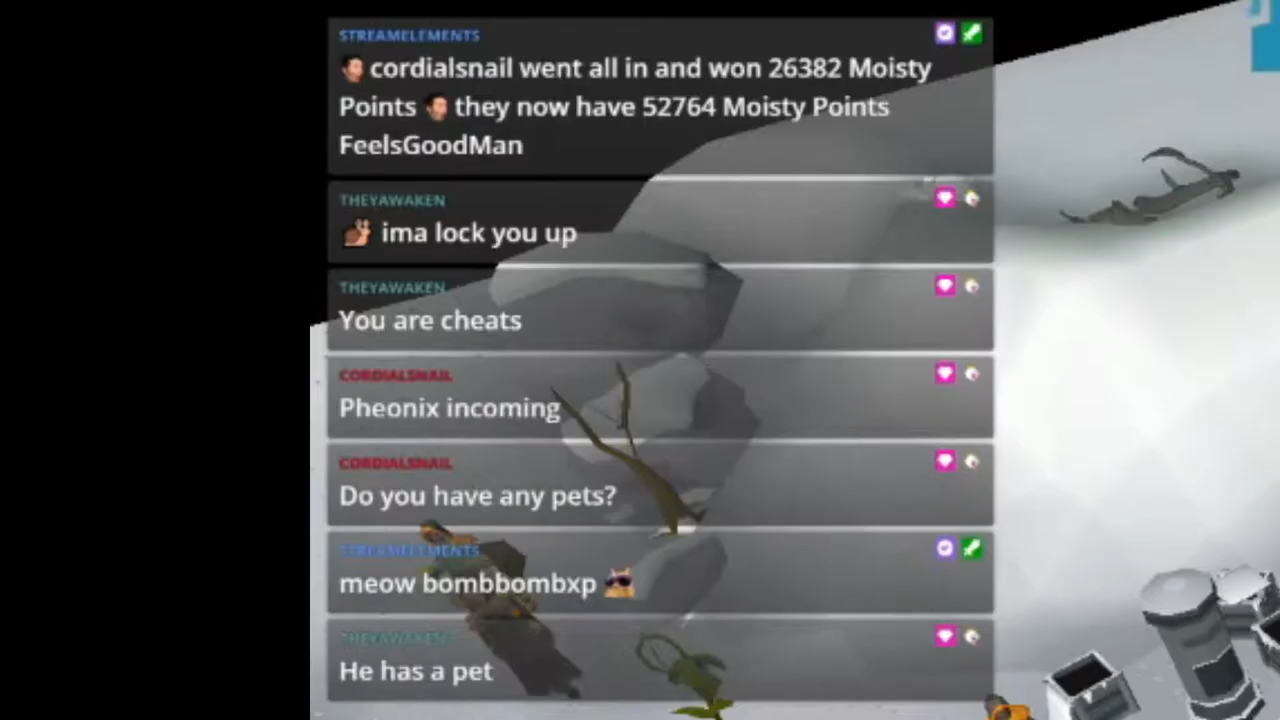 STREAMELEMENTS
cordialsnail went all in and won 26382 Moisty
Points they now have 52764 Moisty Points
FeelsGoodMan
THEYAWAKEN
ima lock you up
THEYAWAKEN
You are cheats
CORDIALSNAIL
Pheonix incoming
CORDIALSNAIL
Do you have any pets?
STREAMELEMENTS
meow bombbombxp
THEYAWAKEN
He has a pet